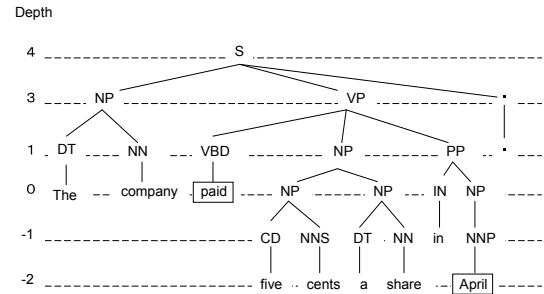 Depth
4 S
3 NP VP .
1 DT NN VBD NP PP .
0 The company paid NP NP IN NP
-1 CD NNS DT NN in NNP
-2 five cents a share April